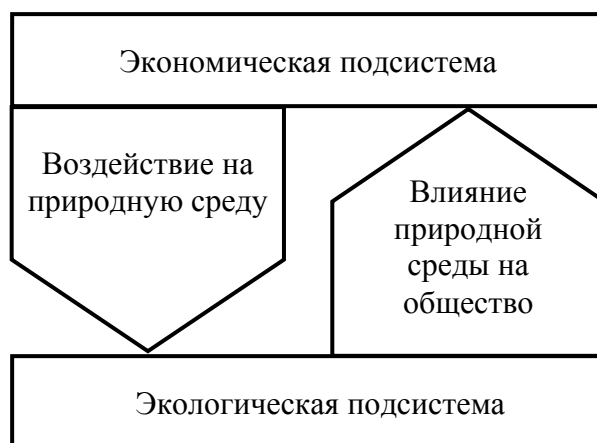 Экономическая подсистема
Воздействие на
природную среду
Влияние
природной
среды на
общество
Экологическая подсистема